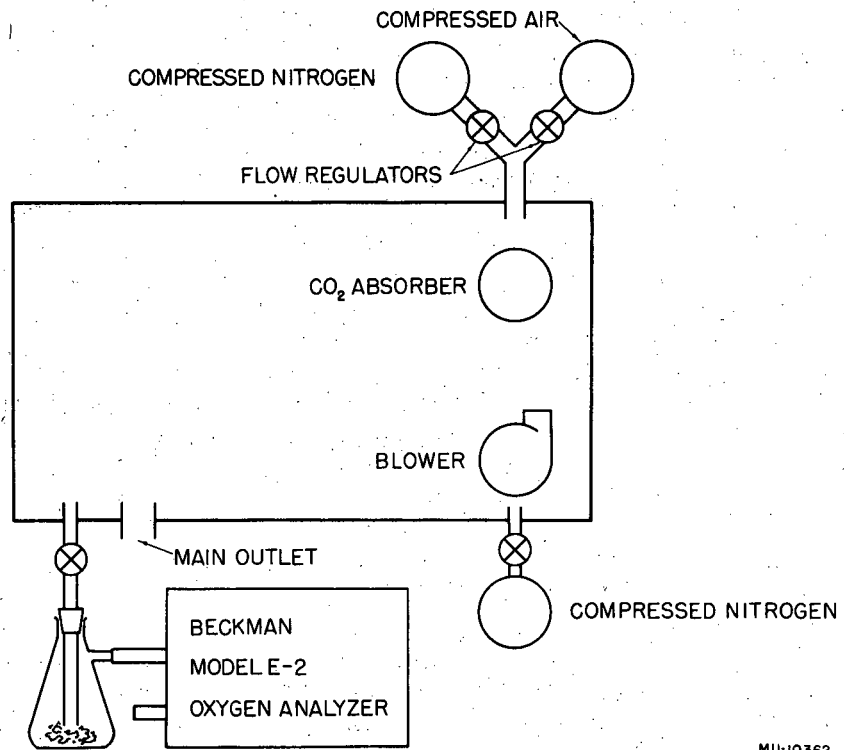 COMPRESSED AIR
COMPRESSED NITROGEN
FLOW REGULATORS
CO₂ ABSORBER
BLOWER
MAIN OUTLET
COMPRESSED NITROGEN
BECKMAN
MODEL E-2
OXYGEN ANALYZER